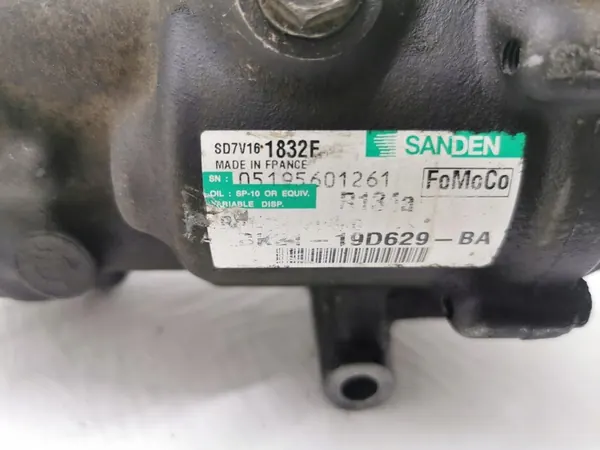 SD7V16 1832F
SANDEN
MADE IN FRANCE
SN: 05195601261
FoMoCo
OIL: SP-10 OR EQUIV. R134a
VARIABLE DISP.
-19D629-BA